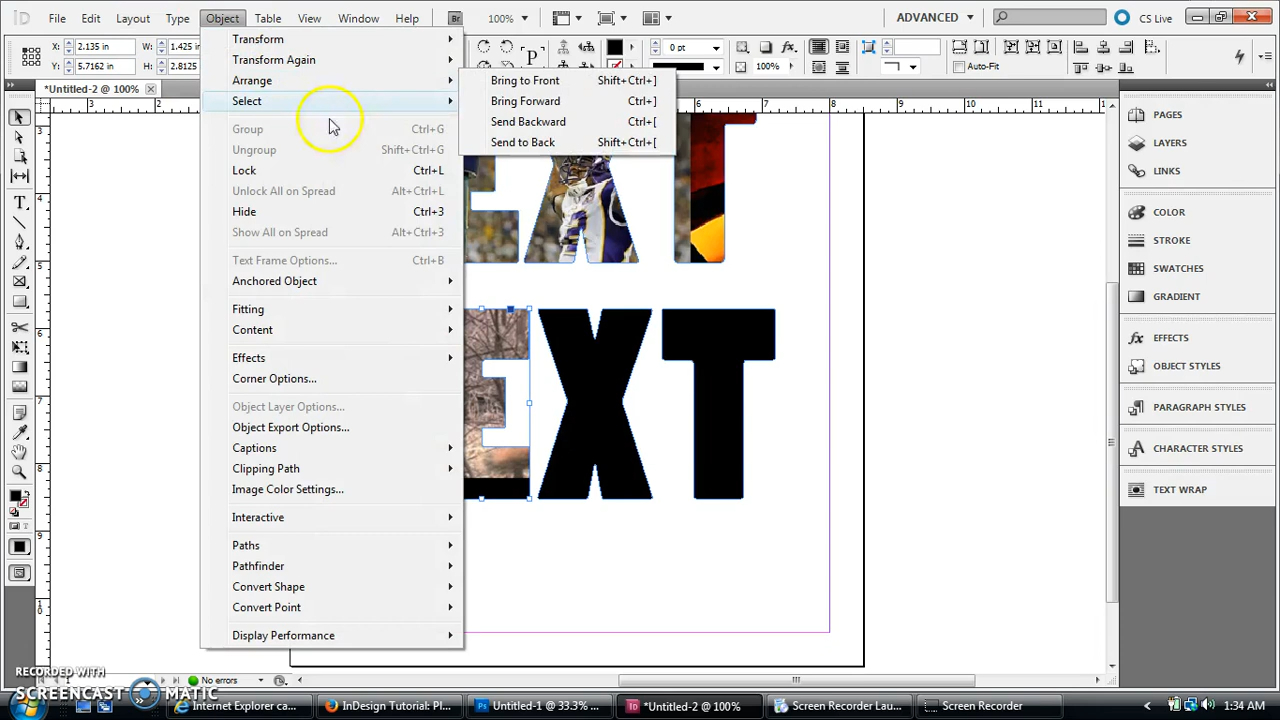 File Edit Layout Type Object Table View Window Help Br 100% ADVANCED CS Live
X: 2.135 in W: 1.425 in
Y: 5.7162 in H: 2.8125
P
0 pt
100%
Auto-Fit
*Untitled-2 @ 100%
Transform
Transform Again
Arrange
Select
Group Ctrl+G
Ungroup Shift+Ctrl+G
Lock Ctrl+L
Unlock All on Spread Alt+Ctrl+L
Hide Ctrl+3
Show All on Spread Alt+Ctrl+3
Text Frame Options... Ctrl+B
Anchored Object
Fitting
Content
Effects
Corner Options...
Object Layer Options...
Object Export Options...
Captions
Clipping Path
Image Color Settings...
Interactive
Paths
Pathfinder
Convert Shape
Convert Point
Display Performance
Bring to Front Shift+Ctrl+]
Bring Forward Ctrl+]
Send Backward Ctrl+[
Send to Back Shift+Ctrl+[
EXT
PAGES
LAYERS
LINKS
COLOR
STROKE
SWATCHES
GRADIENT
EFFECTS
OBJECT STYLES
PARAGRAPH STYLES
CHARACTER STYLES
TEXT WRAP
No errors
RECORDED WITH
SCREENCAST MATIC
Internet Explorer ca...
InDesign Tutorial: Pl...
Untitled-1 @ 33.3% ...
*Untitled-2 @ 100%
Screen Recorder Lau...
Screen Recorder
1:34 AM